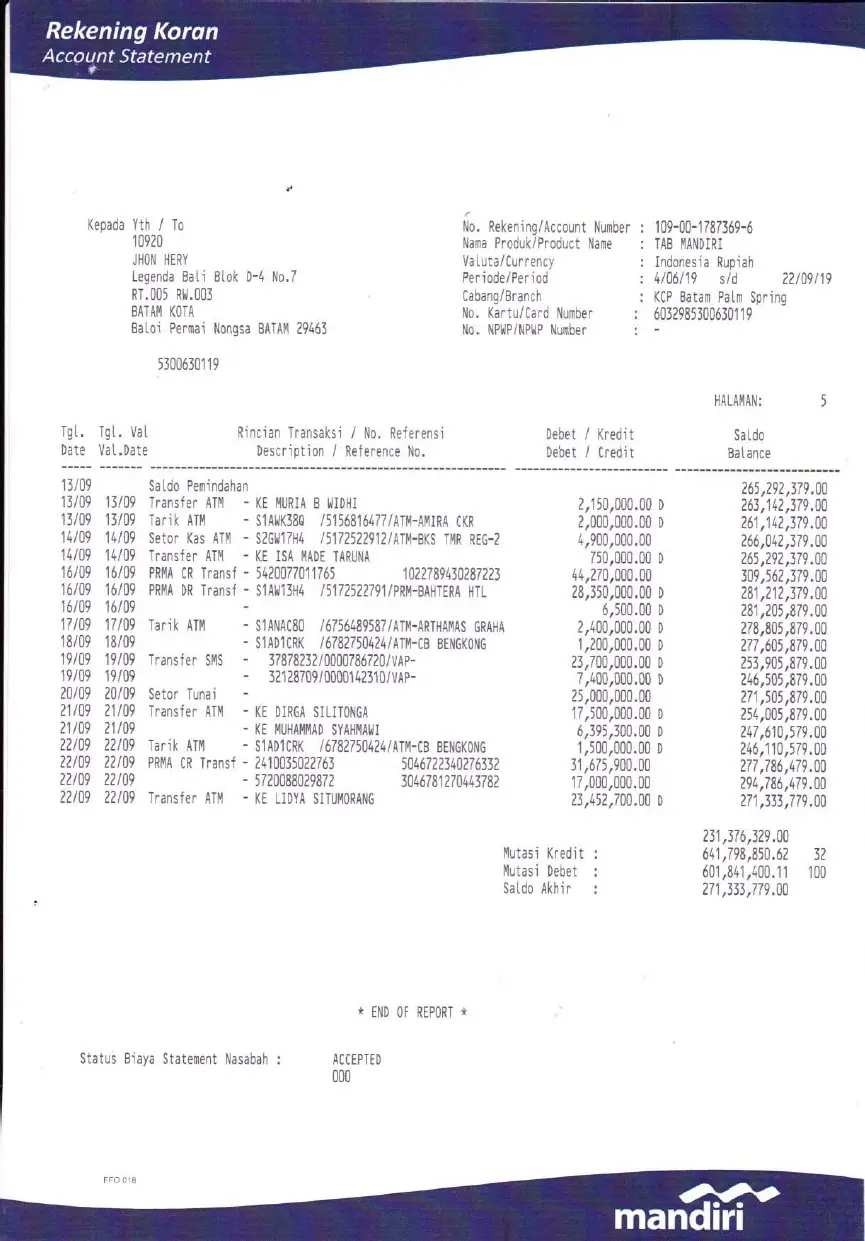 Rekening Koran
Account Statement
Kepada Yth / To
10920
JHON HERY
Legenda Bali Blok D-4 No.7
RT.005 RW.003
BATAM KOTA
Baloi Permai Nongsa BATAM 29463
5300630119
No. Rekening/Account Number : 109-00-1787369-6
Nama Produk/Product Name : TAB MANDIRI
Valuta/Currency : Indonesia Rupiah
Periode/Period : 4/06/19 s/d 22/09/19
Cabang/Branch : KCP Batam Palm Spring
No. Kartu/Card Number : 6032985300630119
No. NPWP/NPWP Number : -
HALAMAN: 5
Tgl. Tgl. Val Rincian Transaksi / No. Referensi Debet / Kredit Saldo
Date Val.Date Description / Reference No. Debet / Credit Balance
13/09 Saldo Pemindahan 265,292,379.00
13/09 13/09 Transfer ATM - KE MURIA B WIDHI 2,150,000.00 D 263,142,379.00
13/09 13/09 Tarik ATM - S1AWK38Q /5156816477/ATM-AMIRA CKR 2,000,000.00 D 261,142,379.00
14/09 14/09 Setor Kas ATM - S2GW17H4 /5172522912/ATM-BKS TMR REG-2 4,900,000.00 266,042,379.00
14/09 14/09 Transfer ATM - KE ISA MADE TARUNA 750,000.00 D 265,292,379.00
16/09 16/09 PRMA CR Transf - 5420077011765 1022789430287223 44,270,000.00 309,562,379.00
16/09 16/09 PRMA DR Transf - S1AW13H4 /5172522791/PRM-BAHTERA HTL 28,350,000.00 D 281,212,379.00
16/09 16/09 - 6,500.00 D 281,205,879.00
17/09 17/09 Tarik ATM - S1ANAC80 /6756489587/ATM-ARTHAMAS GRAHA 2,400,000.00 D 278,805,879.00
18/09 18/09 - S1AD1CRK /6782750424/ATM-CB BENGKONG 1,200,000.00 D 277,605,879.00
19/09 19/09 Transfer SMS - 37878232/0000786720/VAP- 23,700,000.00 D 253,905,879.00
19/09 19/09 - 32128709/0000142310/VAP- 7,400,000.00 D 246,505,879.00
20/09 20/09 Setor Tunai - 25,000,000.00 271,505,879.00
21/09 21/09 Transfer ATM - KE DIRGA SILITONGA 17,500,000.00 D 254,005,879.00
21/09 21/09 - KE MUHAMMAD SYAHMAWI 6,395,300.00 D 247,610,579.00
22/09 22/09 Tarik ATM - S1AD1CRK /6782750424/ATM-CB BENGKONG 1,500,000.00 D 246,110,579.00
22/09 22/09 PRMA CR Transf - 2410035022763 5046722340276332 31,675,900.00 277,786,479.00
22/09 22/09 - 5720088029872 3046781270443782 17,000,000.00 294,786,479.00
22/09 22/09 Transfer ATM - KE LIDYA SITUMORANG 23,452,700.00 D 271,333,779.00
231,376,329.00
Mutasi Kredit : 641,798,850.62 32
Mutasi Debet : 601,841,400.11 100
Saldo Akhir : 271,333,779.00
* END OF REPORT *
Status Biaya Statement Nasabah : ACCEPTED
000
FFO 018
mandiri